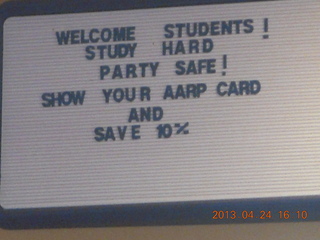 WELCOME STUDENTS!
STUDY HARD
PARTY SAFE!
SHOW YOUR AARP CARD
AND
SAVE 10%
2013 04 24 16 10